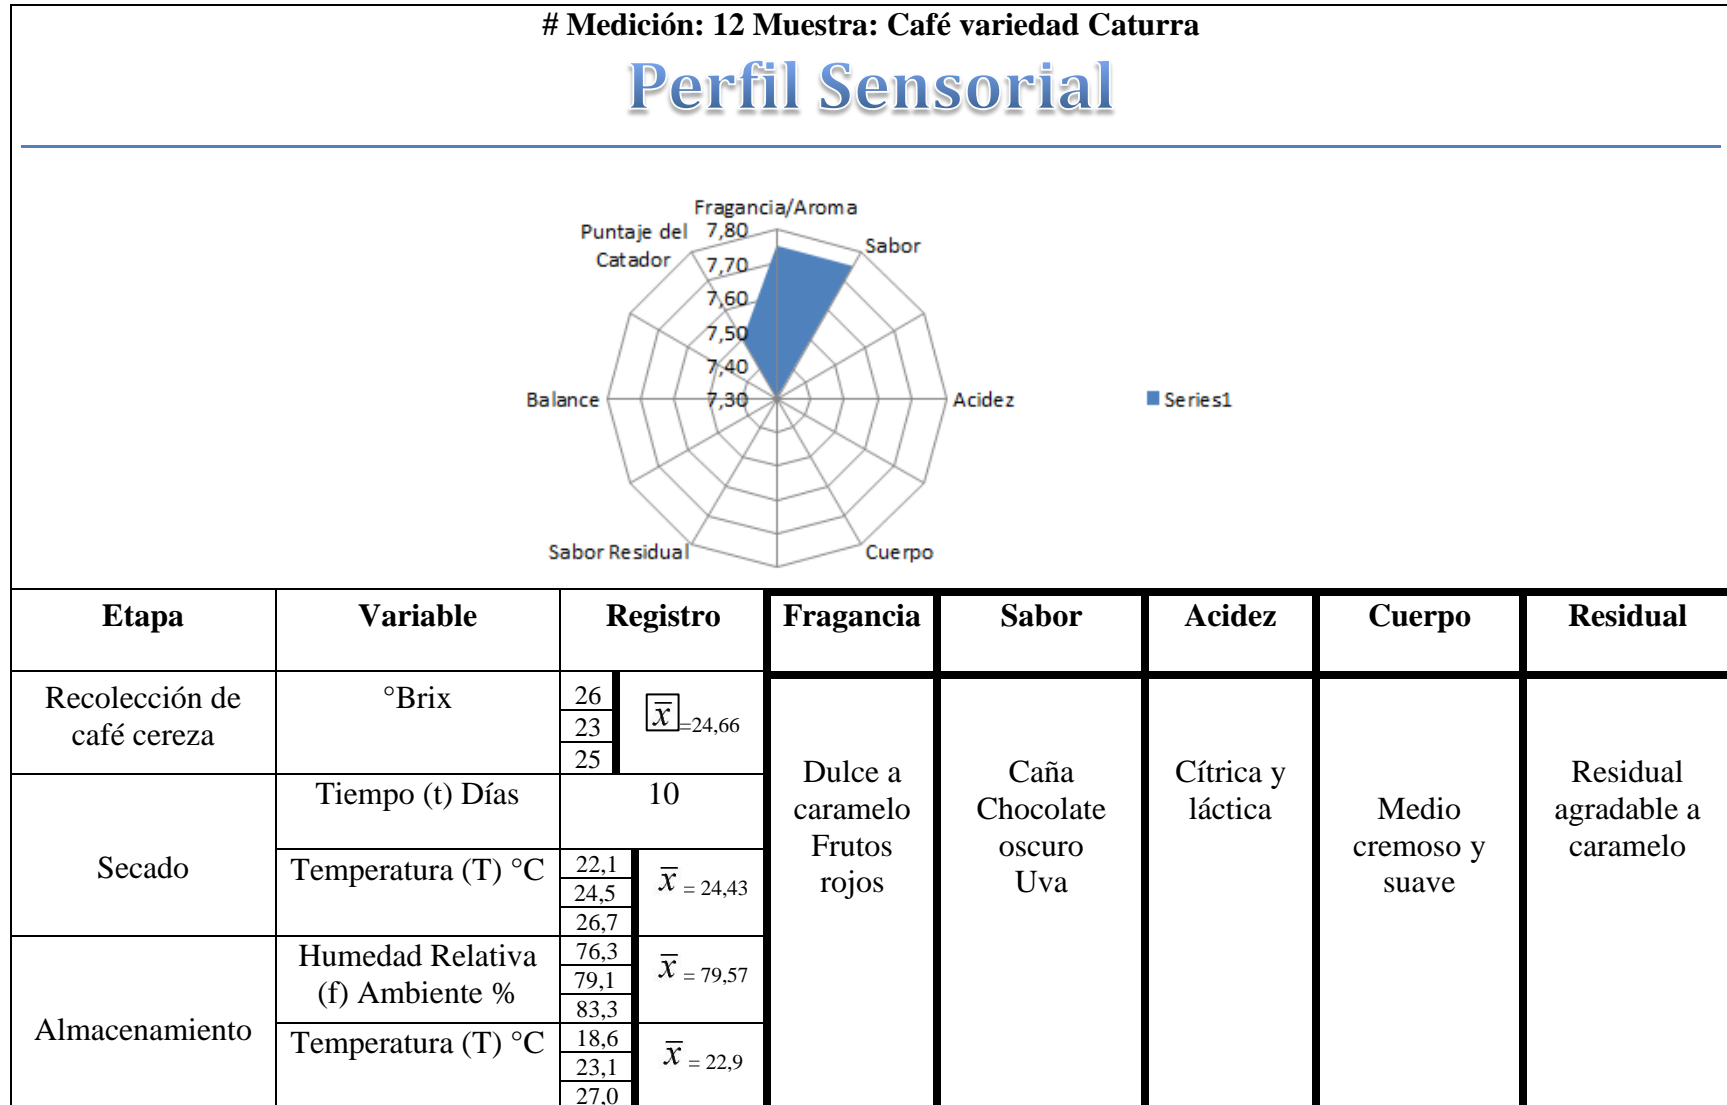 # Medición: 12 Muestra: Café variedad Caturra
Perfil Sensorial
Fragancia/Aroma
Puntaje del
Catador
7,80
7,70
7,60
7,50
7,40
7,30
Sabor
Balance
Acidez
Series1
Sabor Residual
Cuerpo
Etapa Variable Registro Fragancia Sabor Acidez Cuerpo Residual
Recolección de
café cereza
°Brix
26
23
25
x̅ =24,66
Secado
Tiempo (t) Días
10
Temperatura (T) °C
22,1
24,5
26,7
x̅ = 24,43
Almacenamiento
Humedad Relativa
(f) Ambiente %
76,3
79,1
83,3
x̅ = 79,57
Temperatura (T) °C
18,6
23,1
27,0
x̅ = 22,9
Dulce a
caramelo
Frutos
rojos
Caña
Chocolate
oscuro
Uva
Cítrica y
láctica
Medio
cremoso y
suave
Residual
agradable a
caramelo